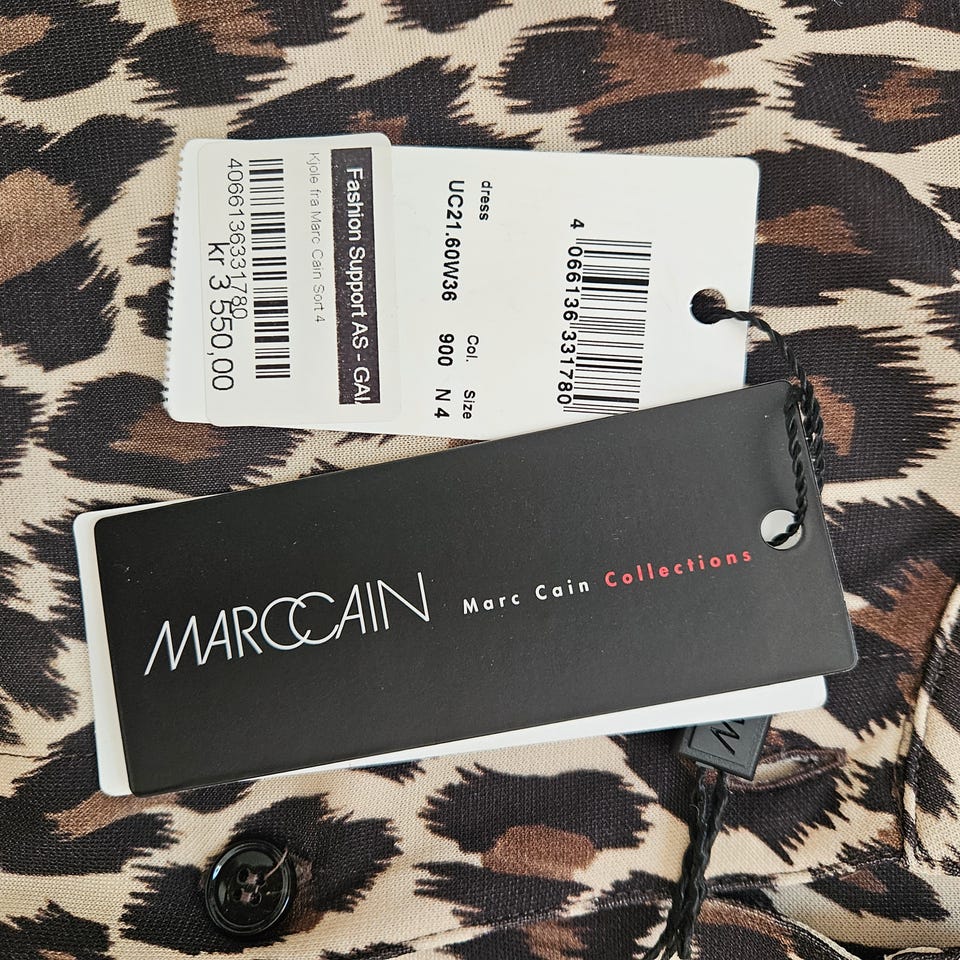 Fashion Support AS - GAL
Kjole fra Marc Cain Sort 4
4066136331780
kr 3 550,00
dress
UC21.60W36
Col.
900
Size
N 4
4 066136 331780
MARCCAIN
Marc Cain Collections